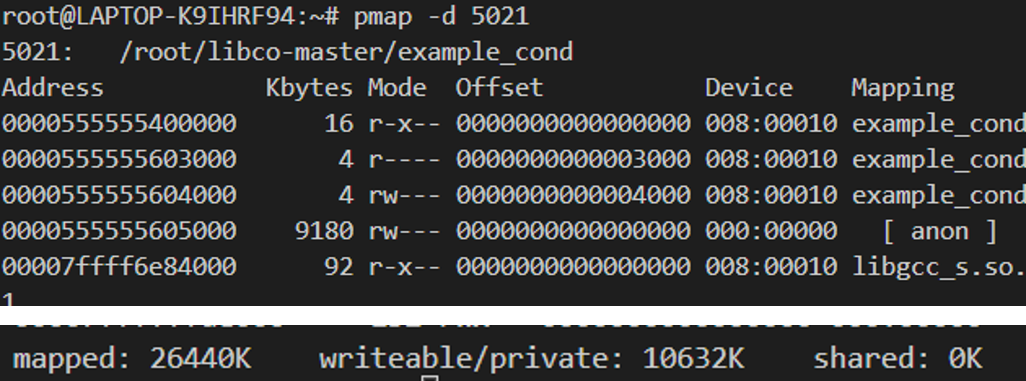 root@LAPTOP-K9IHRF94:~# pmap -d 5021
5021:   /root/libco-master/example_cond
Address           Kbytes Mode  Offset           Device    Mapping
0000555555400000      16 r-x-- 0000000000000000 008:00010 example_cond
0000555555603000       4 r---- 0000000000003000 008:00010 example_cond
0000555555604000       4 rw--- 0000000000004000 008:00010 example_cond
0000555555605000    9180 rw--- 0000000000000000 000:00000   [ anon ]
00007ffff6e84000      92 r-x-- 0000000000000000 008:00010 libgcc_s.so.
1
mapped: 26440K    writeable/private: 10632K    shared: 0K